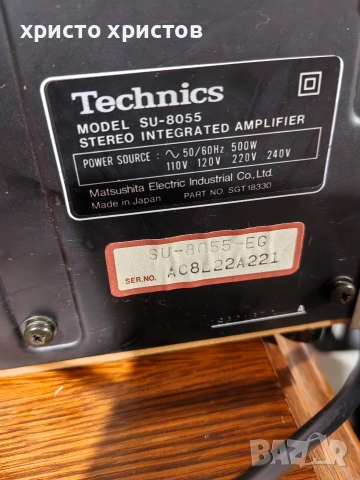 христо христов
Technics
MODEL SU-8055
STEREO INTEGRATED AMPLIFIER
POWER SOURCE : ∿ 50/60Hz 500W
110V 120V 220V 240V
Matsushita Electric Industrial Co., Ltd.
Made in Japan PART NO. SGT18330
SU-8055-EG
SER.NO. AC8L22A221
A
BAZAR